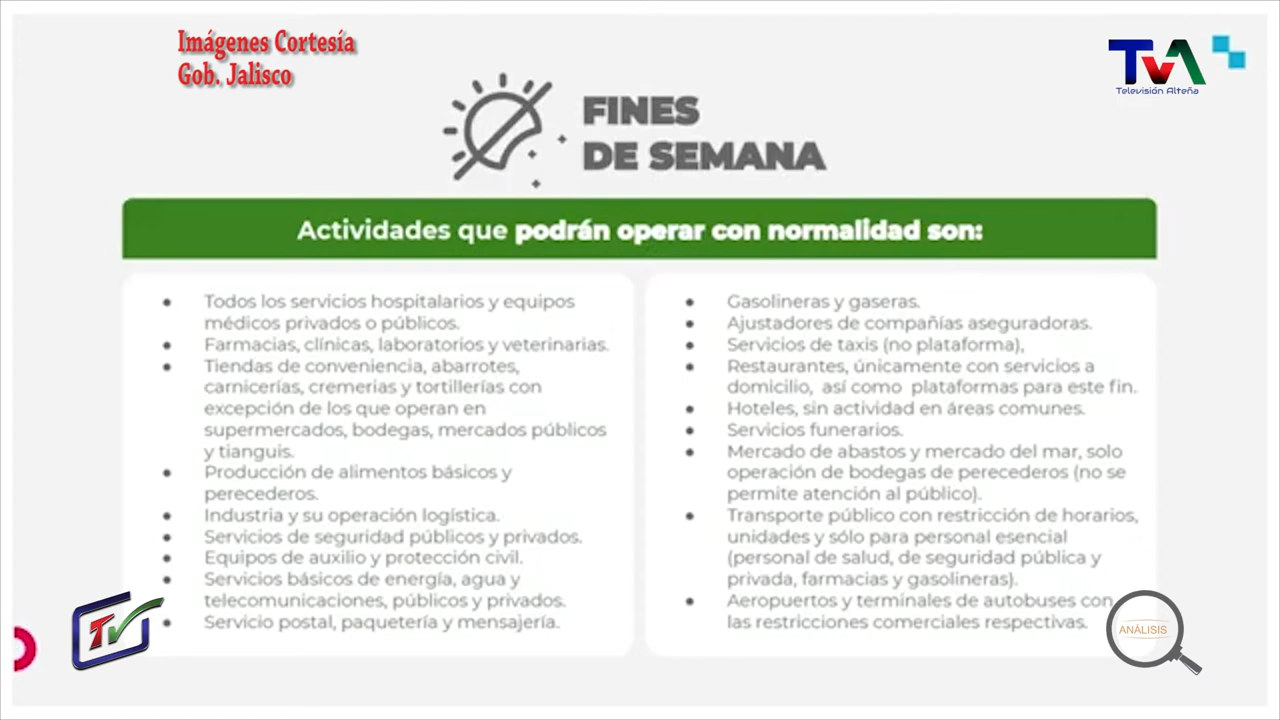 Imágenes Cortesía
Gob. Jalisco
TVA
Televisión Alteña
FINES
DE SEMANA
Actividades que podrán operar con normalidad son:
Todos los servicios hospitalarios y equipos
médicos privados o públicos.
Farmacias, clínicas, laboratorios y veterinarias.
Tiendas de conveniencia, abarrotes,
carnicerías, cremerias y tortillerías con
excepción de los que operan en
supermercados, bodegas, mercados públicos
y tianguis.
Producción de alimentos básicos y
perecederos.
Industria y su operación logística.
Servicios de seguridad públicos y privados.
Equipos de auxilio y protección civil.
Servicios básicos de energía, agua y
telecomunicaciones, públicos y privados.
Servicio postal, paquetería y mensajería.
Gasolineras y gaseras.
Ajustadores de compañías aseguradoras.
Servicios de taxis (no plataforma),
Restaurantes, únicamente con servicios a
domicilio, así como plataformas para este fin.
Hoteles, sin actividad en áreas comunes.
Servicios funerarios.
Mercado de abastos y mercado del mar, solo
operación de bodegas de perecederos (no se
permite atención al público).
Transporte público con restricción de horarios,
unidades y sólo para personal esencial
(personal de salud, de seguridad pública y
privada, farmacias y gasolineras).
Aeropuertos y terminales de autobuses con
las restricciones comerciales respectivas.
TV
ANÁLISIS